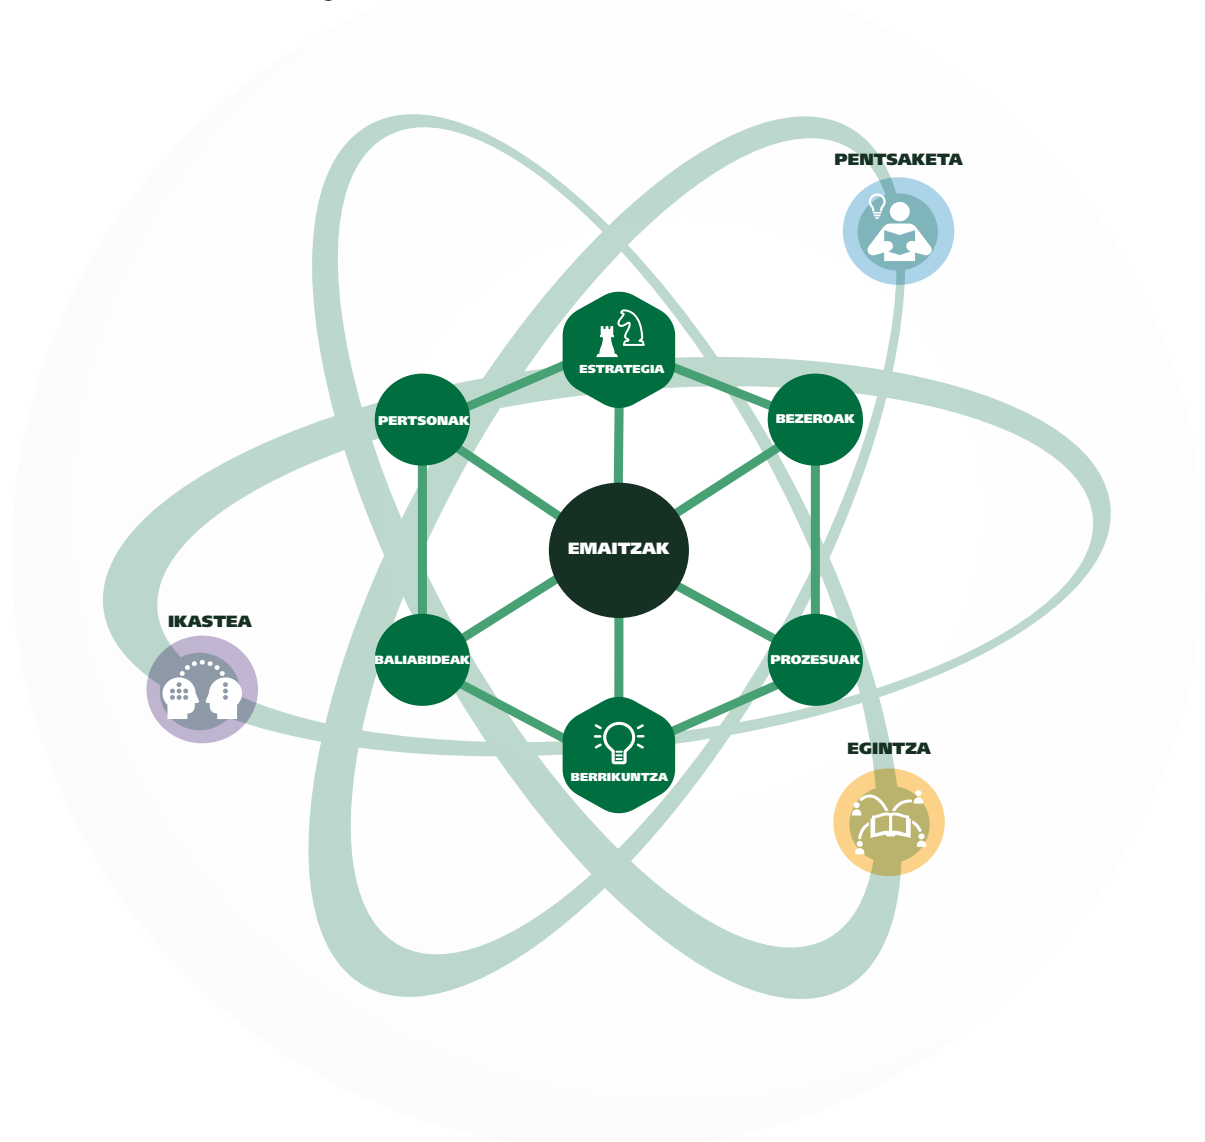 PENTSAKETA
ESTRATEGIA
PERTSONAK
BEZEROAK
EMAITZAK
IKASTEA
BALIABIDEAK
PROZESUAK
EGINTZA
BERRIKUNTZA